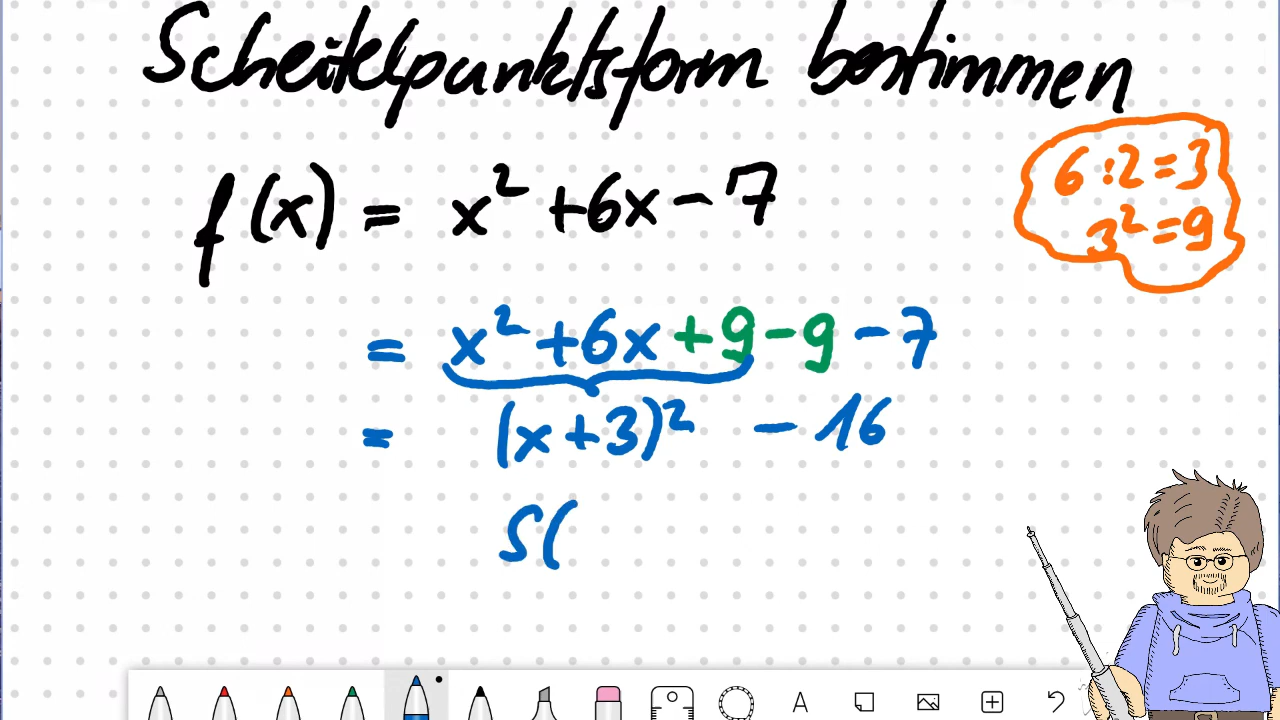 Scheitelpunktsform bestimmen
6 : 2 = 3
3² = 9
f(x) = x² + 6x - 7
= x² + 6x + 9 - 9 - 7
= (x + 3)² - 16
S(
A